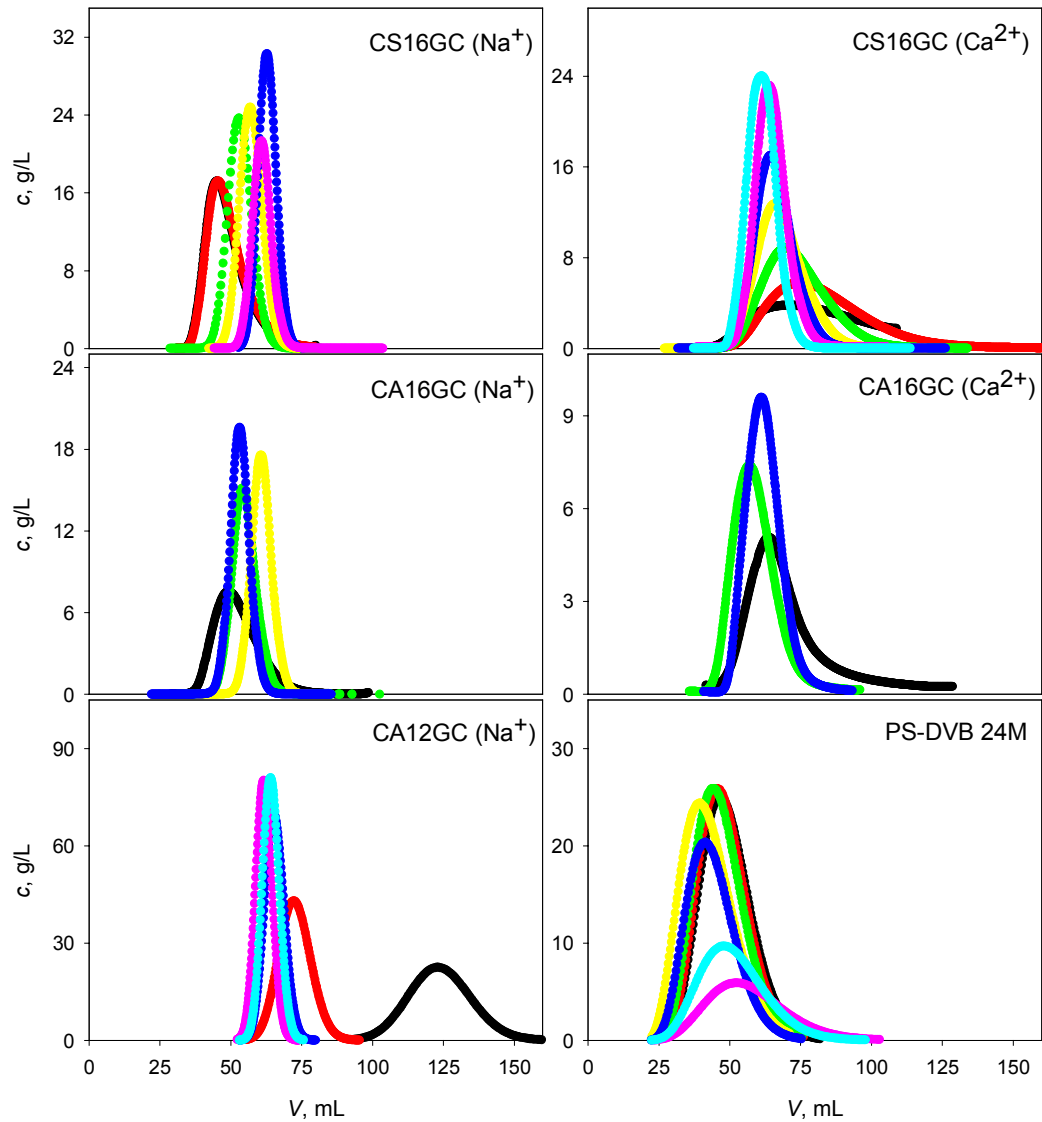 CS16GC (Na⁺)
c, g/L
32
24
16
8
0
CS16GC (Ca²⁺)
24
16
8
0
CA16GC (Na⁺)
c, g/L
24
18
12
6
0
CA16GC (Ca²⁺)
9
6
3
0
CA12GC (Na⁺)
c, g/L
90
60
30
0
0 25 50 75 100 125 150
V, mL
PS-DVB 24M
30
20
10
0
0 25 50 75 100 125 150
V, mL